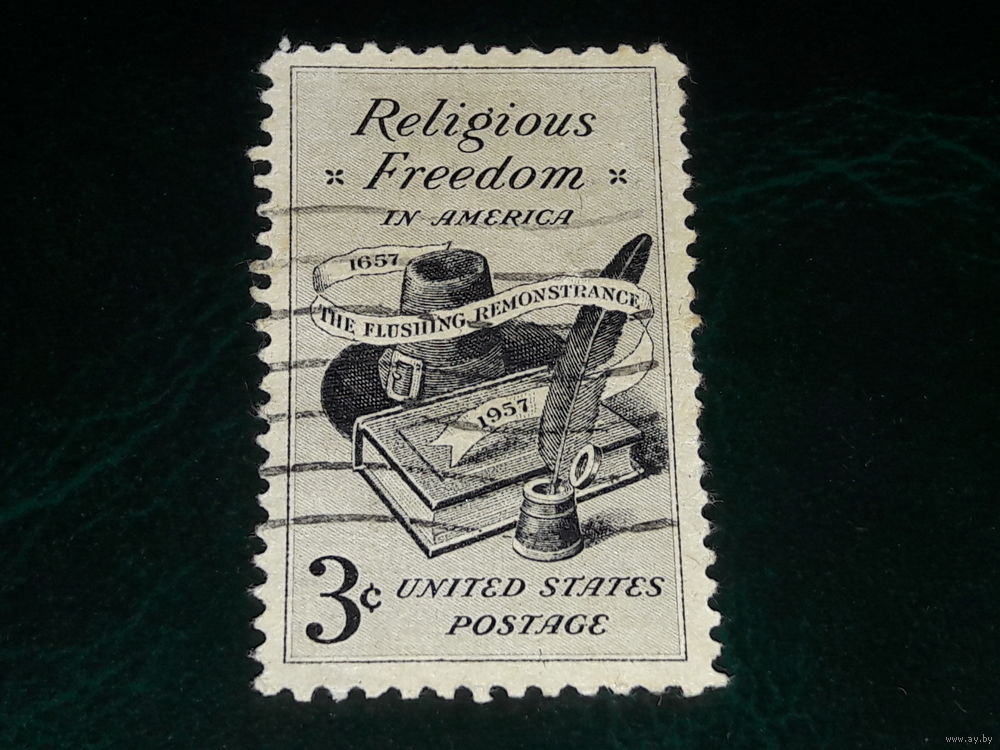 Religious
Freedom
IN AMERICA
1657
THE FLUSHING REMONSTRANCE
1957
3¢ UNITED STATES
POSTAGE
www.ay.by